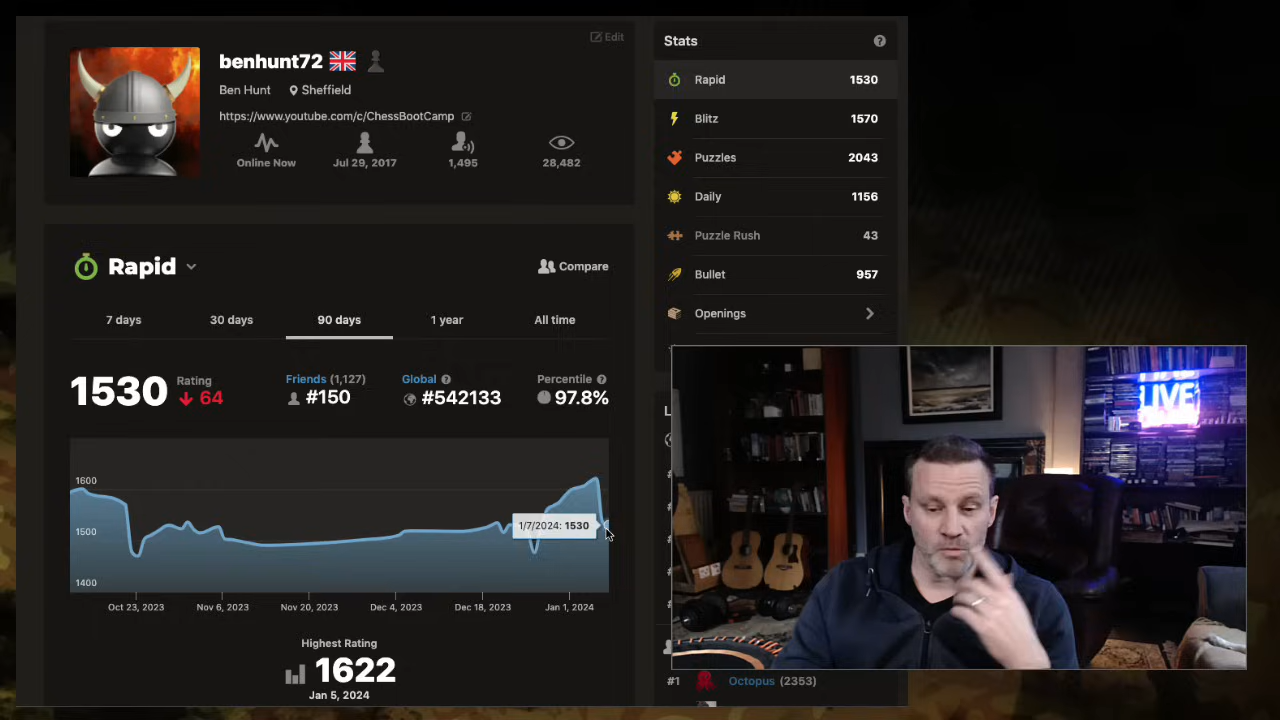 Edit
benhunt72
Ben Hunt Sheffield
https://www.youtube.com/c/ChessBootCamp
Online Now Jul 29, 2017 1,495 28,482
Rapid
Compare
7 days 30 days 90 days 1 year All time
1530 Rating 64
Friends (1,127) #150
Global #542133
Percentile 97.8%
1600
1500
1400
1/7/2024: 1530
Oct 23, 2023 Nov 6, 2023 Nov 20, 2023 Dec 4, 2023 Dec 18, 2023 Jan 1, 2024
Highest Rating
1622
Jan 5, 2024
Stats
Rapid 1530
Blitz 1570
Puzzles 2043
Daily 1156
Puzzle Rush 43
Bullet 957
Openings
LIVE
#1 Octopus (2353)